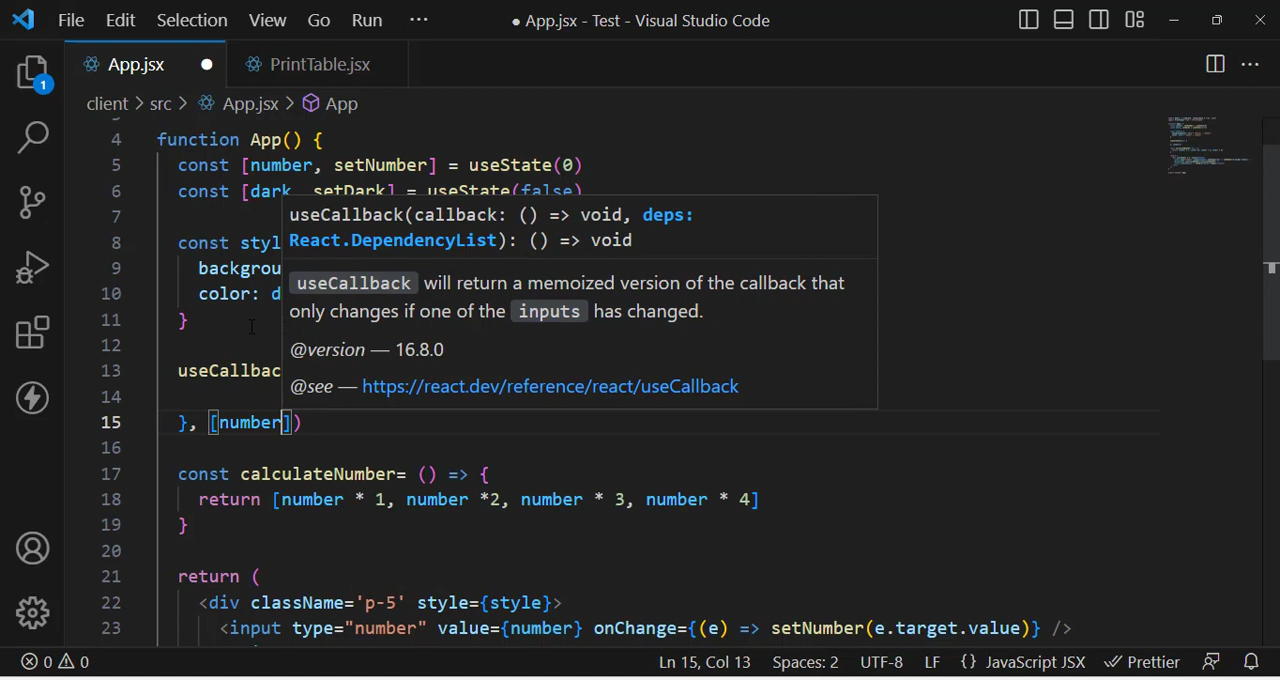 File Edit Selection View Go Run ··· ● App.jsx - Test - Visual Studio Code
App.jsx ● PrintTable.jsx ···
1
client > src > App.jsx > App
4 function App() {
5 const [number, setNumber] = useState(0)
6 const [dark, setDark] = useState(false)
7
8 const styl
9 backgrou
10 color: d
11 }
12
13 useCallbac
14
15 }, [number])
16
17 const calculateNumber= () => {
18 return [number * 1, number *2, number * 3, number * 4]
19 }
20
21 return (
22 <div className='p-5' style={style}>
23 <input type="number" value={number} onChange={(e) => setNumber(e.target.value)} />
useCallback(callback: () => void, deps:
React.DependencyList): () => void
useCallback will return a memoized version of the callback that
only changes if one of the inputs has changed.
@version — 16.8.0
@see — https://react.dev/reference/react/useCallback
0 0 Ln 15, Col 13 Spaces: 2 UTF-8 LF {} JavaScript JSX Prettier